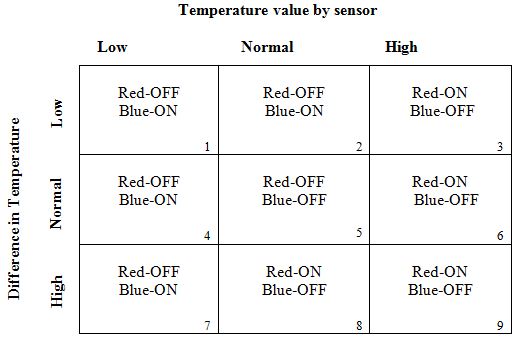 Temperature value by sensor
Low Normal High
Difference in Temperature
Low
Red-OFF Red-OFF Red-ON
Blue-ON Blue-ON Blue-OFF
1 2 3
Normal
Red-OFF Red-OFF Red-ON
Blue-ON Blue-OFF Blue-OFF
4 5 6
High
Red-OFF Red-ON Red-ON
Blue-ON Blue-OFF Blue-OFF
7 8 9